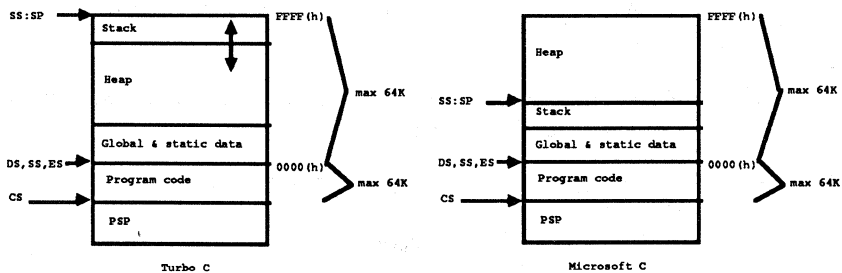 SS:SP
Stack
FFFF(h)
Heap
max 64K
Global & static data
DS,SS,ES
0000(h)
Program code
max 64K
CS
PSP
Turbo C
FFFF(h)
Heap
max 64K
SS:SP
Stack
Global & static data
DS,SS,ES
0000(h)
Program code
max 64K
CS
PSP
Microsoft C